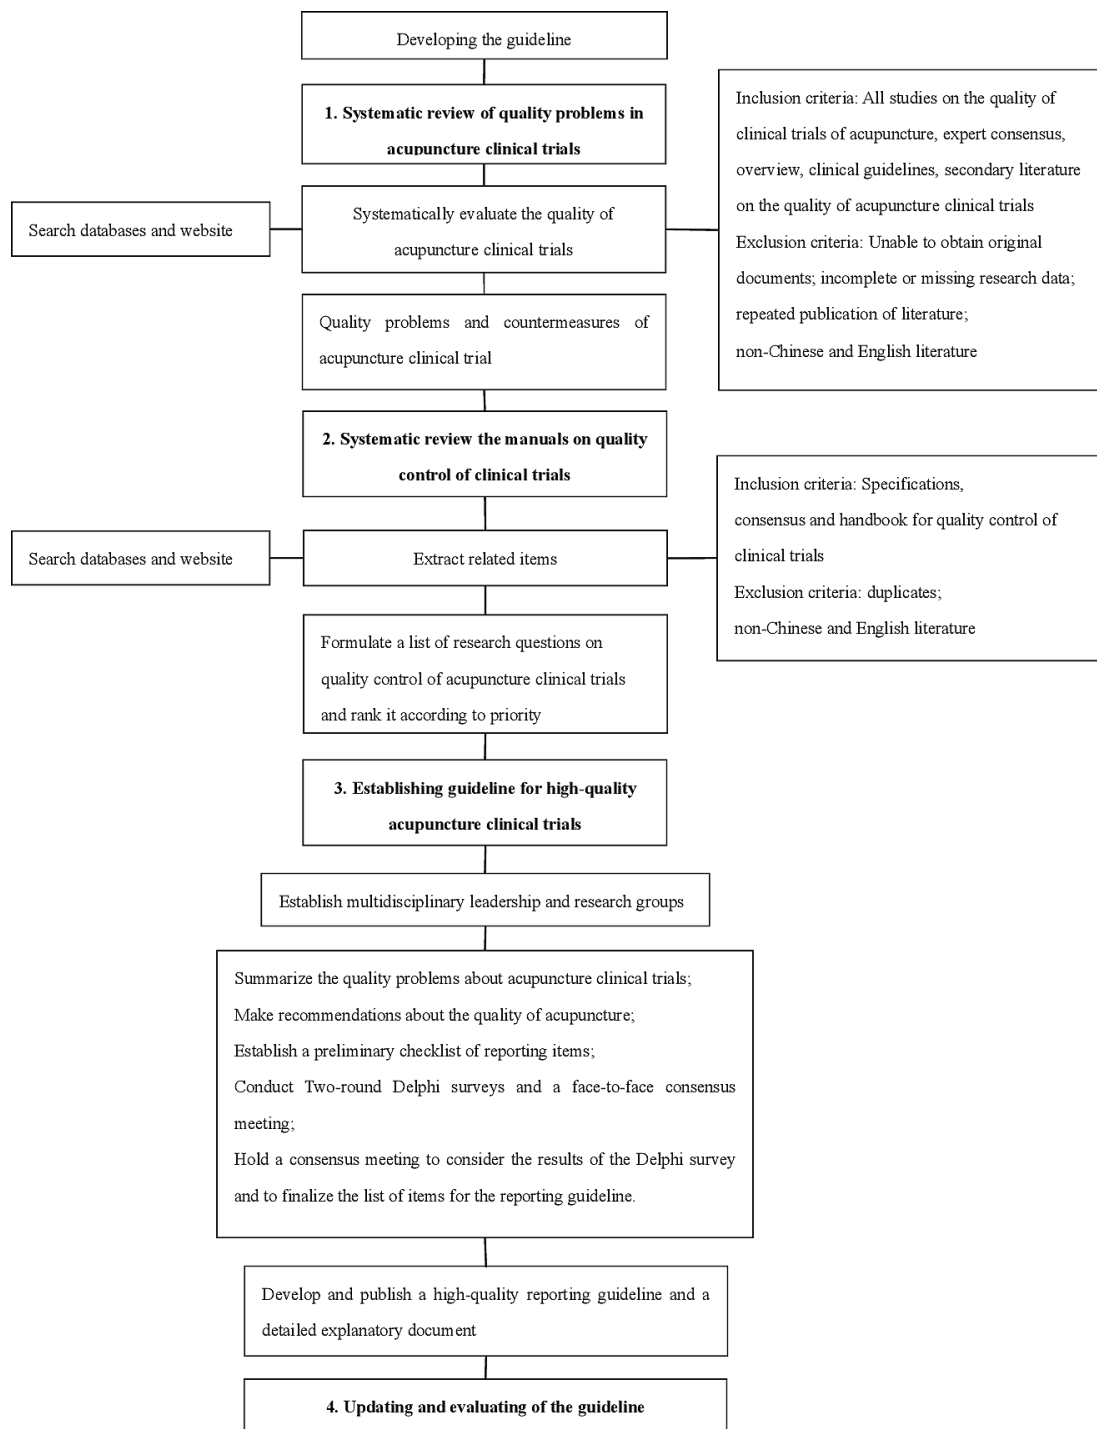 Developing the guideline
1. Systematic review of quality problems in
acupuncture clinical trials
Inclusion criteria: All studies on the quality of
clinical trials of acupuncture, expert consensus,
overview, clinical guidelines, secondary literature
on the quality of acupuncture clinical trials
Exclusion criteria: Unable to obtain original
documents; incomplete or missing research data;
repeated publication of literature;
non-Chinese and English literature
Search databases and website
Systematically evaluate the quality of
acupuncture clinical trials
Quality problems and countermeasures of
acupuncture clinical trial
2. Systematic review the manuals on quality
control of clinical trials
Inclusion criteria: Specifications,
consensus and handbook for quality control of
clinical trials
Exclusion criteria: duplicates;
non-Chinese and English literature
Search databases and website
Extract related items
Formulate a list of research questions on
quality control of acupuncture clinical trials
and rank it according to priority
3. Establishing guideline for high-quality
acupuncture clinical trials
Establish multidisciplinary leadership and research groups
Summarize the quality problems about acupuncture clinical trials;
Make recommendations about the quality of acupuncture;
Establish a preliminary checklist of reporting items;
Conduct Two-round Delphi surveys and a face-to-face consensus
meeting;
Hold a consensus meeting to consider the results of the Delphi survey
and to finalize the list of items for the reporting guideline.
Develop and publish a high-quality reporting guideline and a
detailed explanatory document
4. Updating and evaluating of the guideline